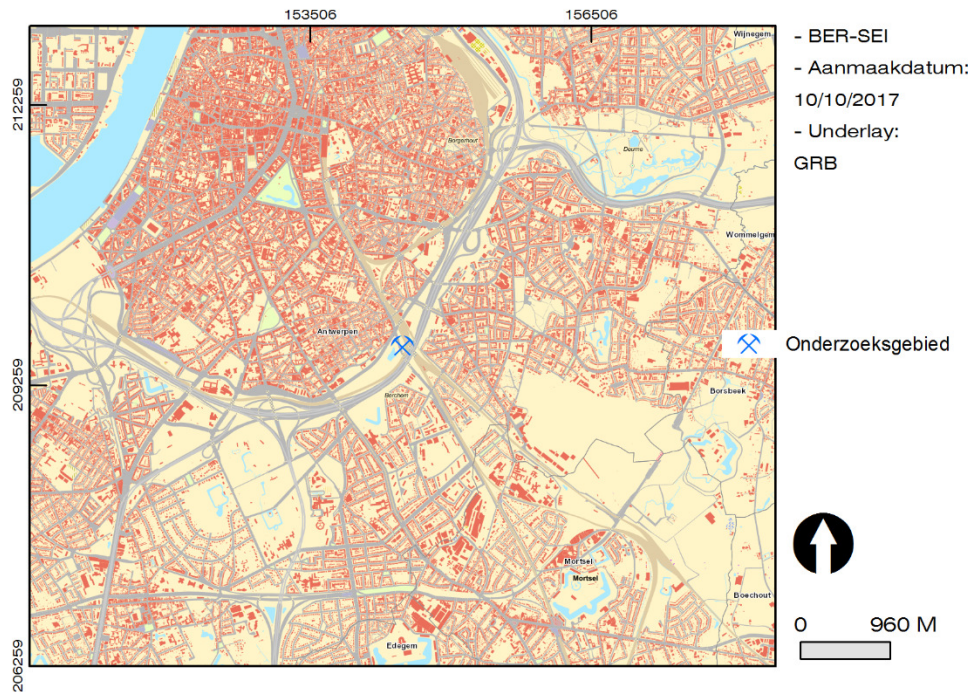 153506 156506
212259
209259
206259
Wijnegem
Borgerhout
Deurne
Wommelgem
Antwerpen
Borsbeek
Berchem
Mortsel
Mortsel
Boechout
Edegem
- BER-SEI
- Aanmaakdatum:
10/10/2017
- Underlay:
GRB
Onderzoeksgebied
0 960 M